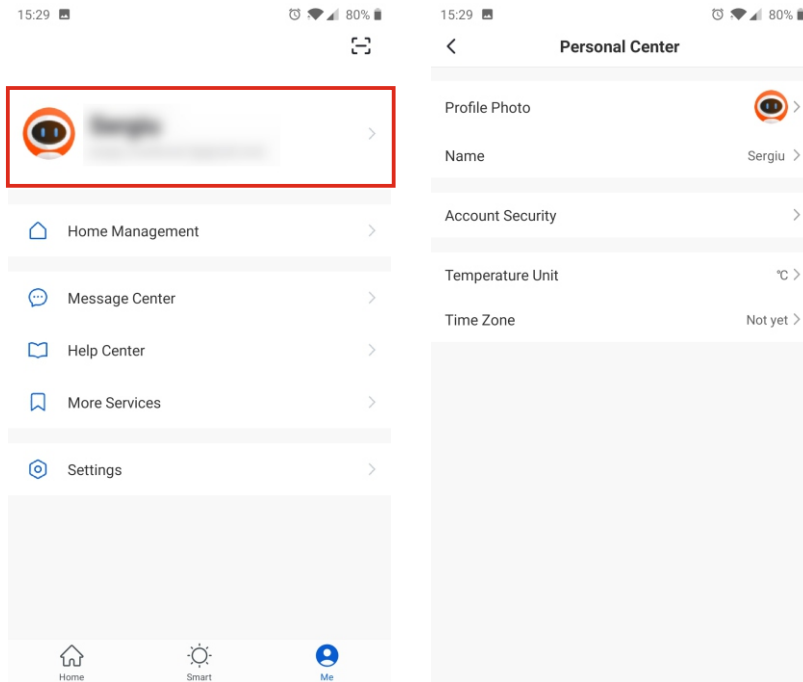 15:29
80%
Home Management
Message Center
Help Center
More Services
Settings
Home
Smart
Me
15:29
80%
Personal Center
Profile Photo
Name
Sergiu
Account Security
Temperature Unit
°C
Time Zone
Not yet